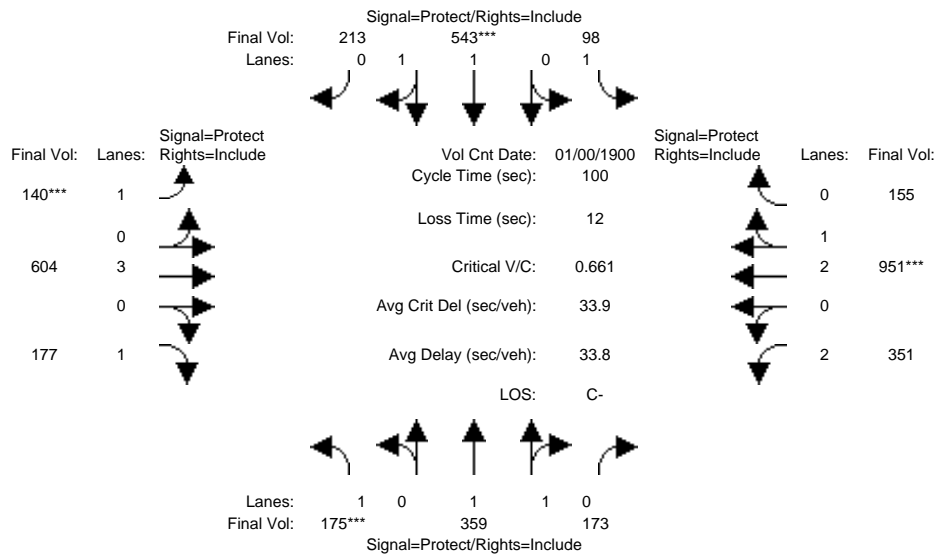 Signal=Protect/Rights=Include
Final Vol: 213 543*** 98
Lanes: 0 1 1 0 1
Signal=Protect Signal=Protect
Final Vol: Lanes: Rights=Include Vol Cnt Date: 01/00/1900 Rights=Include Lanes: Final Vol:
Cycle Time (sec): 100
140*** 1 0 155
Loss Time (sec): 12
0 1
604 3 Critical V/C: 0.661 2 951***
0 Avg Crit Del (sec/veh): 33.9 0
177 1 Avg Delay (sec/veh): 33.8 2 351
LOS: C-
Lanes: 1 0 1 1 0
Final Vol: 175*** 359 173
Signal=Protect/Rights=Include